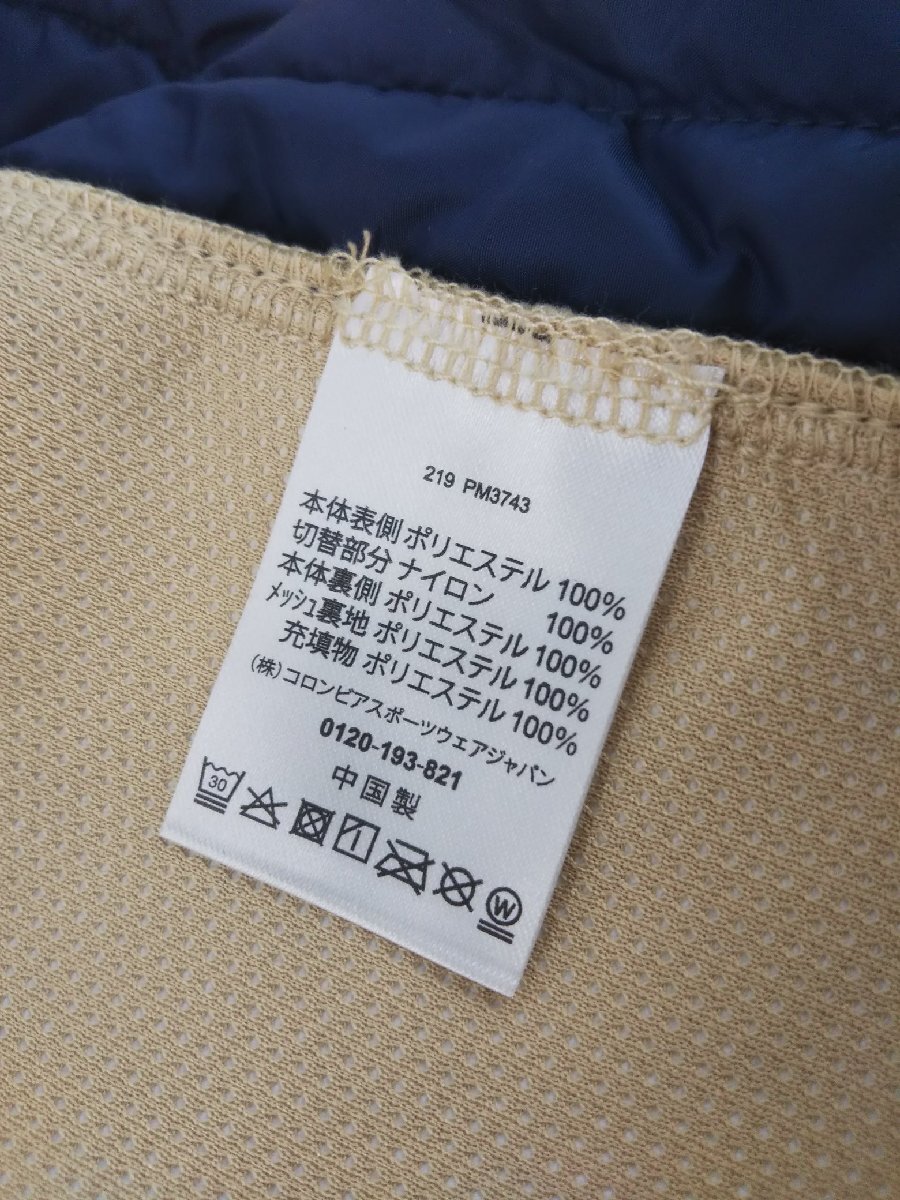 219 PM3743
本体表側 ポリエステル 100%
切替部分 ナイロン 100%
本体裏側 ポリエステル 100%
メッシュ裏地 ポリエステル 100%
充填物 ポリエステル 100%
(株)コロンビアスポーツウェアジャパン
0120-193-821
中国製
30
W